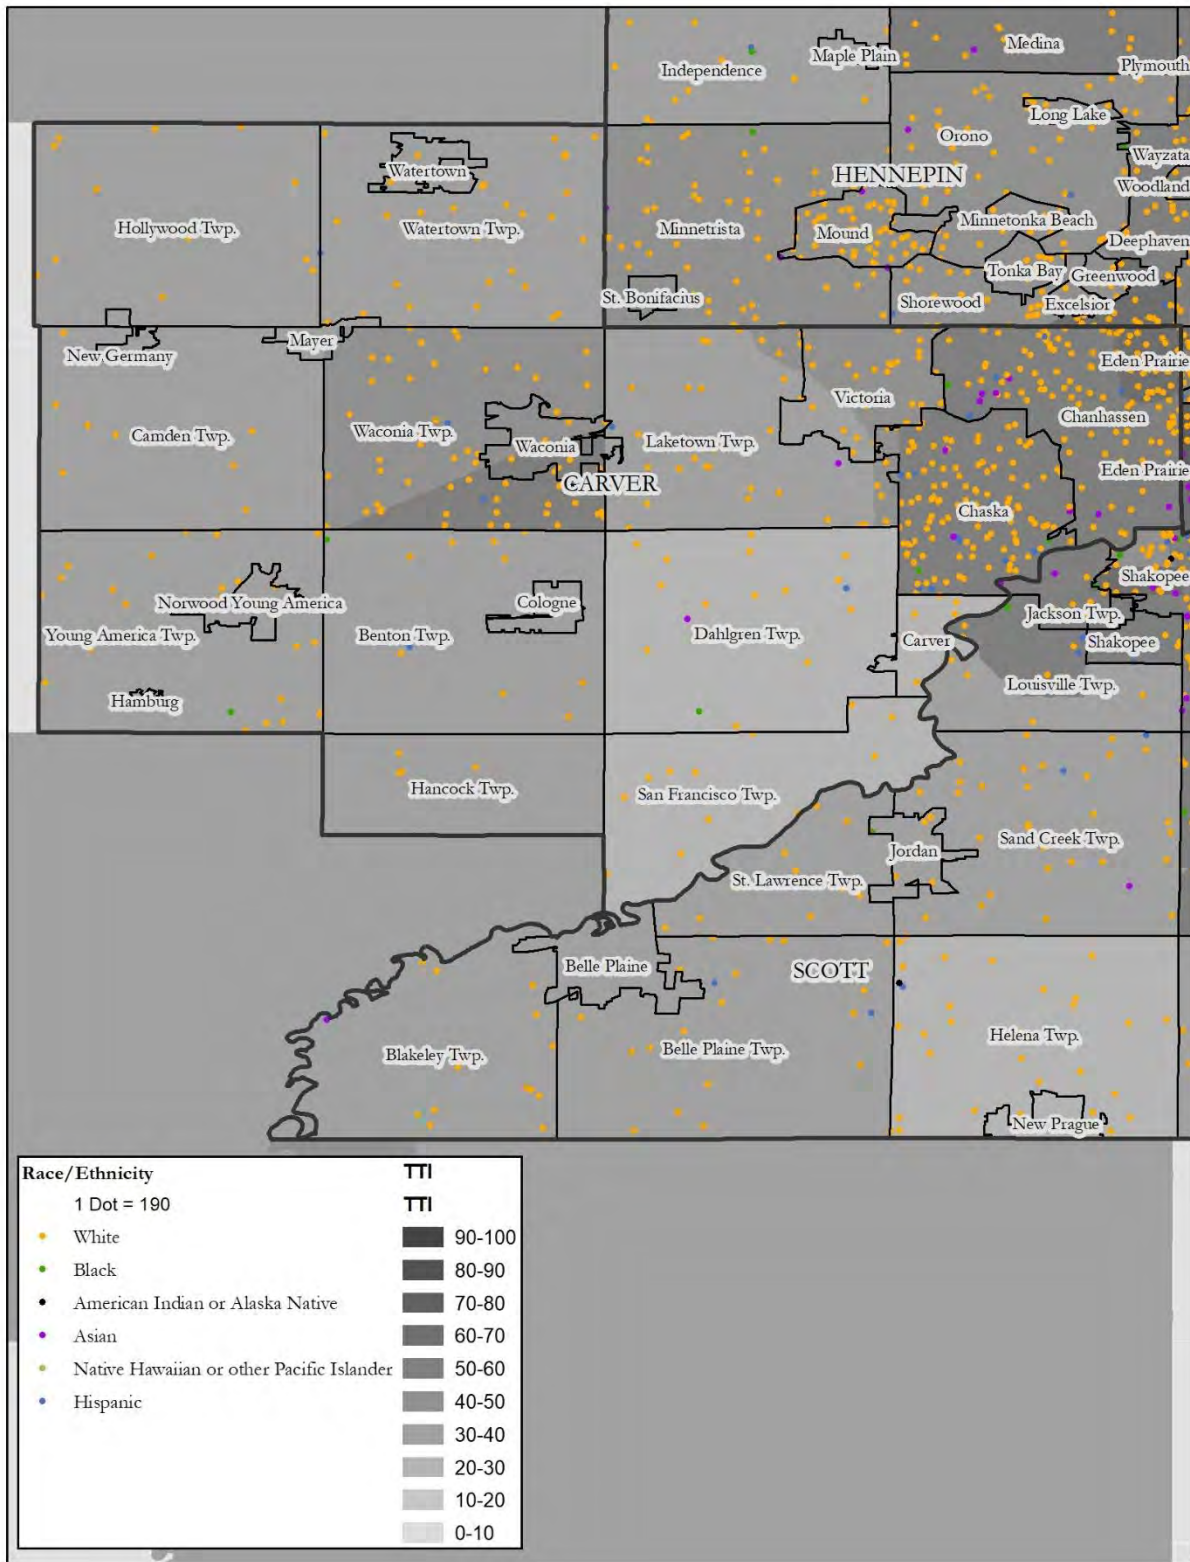 Medina
Independence
Maple Plain
Plymouth
Long Lake
Orono
Wayzata
Watertown
HENNEPIN
Woodland
Hollywood Twp.
Watertown Twp.
Minnetrista
Mound
Minnetonka Beach
Deephaven
Tonka Bay
Greenwood
St. Bonifacius
Shorewood
Excelsior
New Germany
Mayer
Eden Prairie
Victoria
Chanhassen
Camden Twp.
Waconia Twp.
Waconia
Laketown Twp.
CARVER
Eden Prairie
Chaska
Norwood Young America
Cologne
Shakopee
Young America Twp.
Benton Twp.
Dahlgren Twp.
Carver
Jackson Twp.
Shakopee
Hamburg
Louisville Twp.
Hancock Twp.
San Francisco Twp.
Jordan
Sand Creek Twp.
St. Lawrence Twp.
Belle Plaine
SCOTT
Blakeley Twp.
Belle Plaine Twp.
Helena Twp.
New Prague
Race/Ethnicity
1 Dot = 190
White
Black
American Indian or Alaska Native
Asian
Native Hawaiian or other Pacific Islander
Hispanic
TTI
TTI
90-100
80-90
70-80
60-70
50-60
40-50
30-40
20-30
10-20
0-10